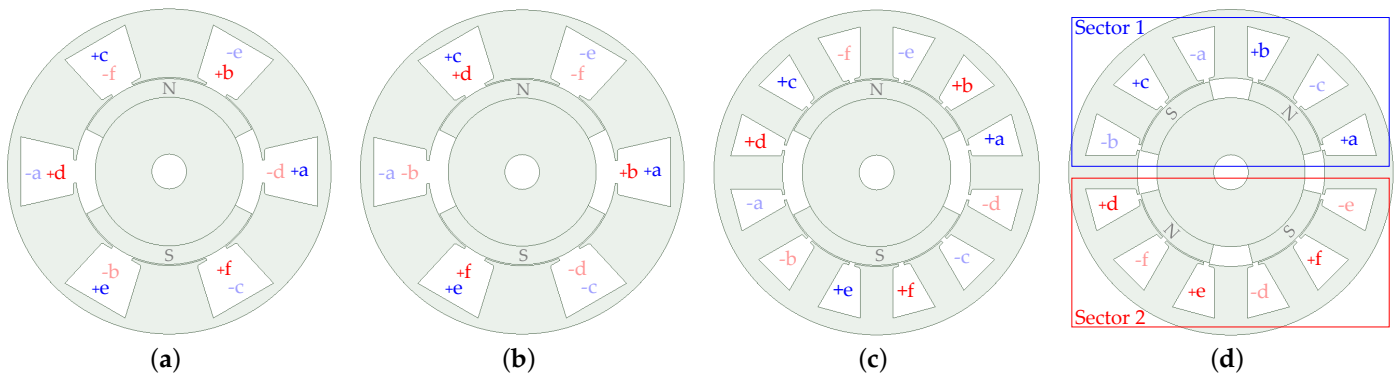 +c
-f
-e
+b
N
-a +d
-d +a
S
-b
+e
+f
-c
(a)
+c
+d
-e
-f
N
-a -b
+b +a
S
+f
+e
-d
-c
(b)
-f
-e
+c
+b
N
+d
+a
-a
-d
S
-b
-c
+e
+f
(c)
Sector 1
-a
+b
+c
-c
S
N
-b
+a
+d
-e
N
S
-f
+f
+e
-d
Sector 2
(d)